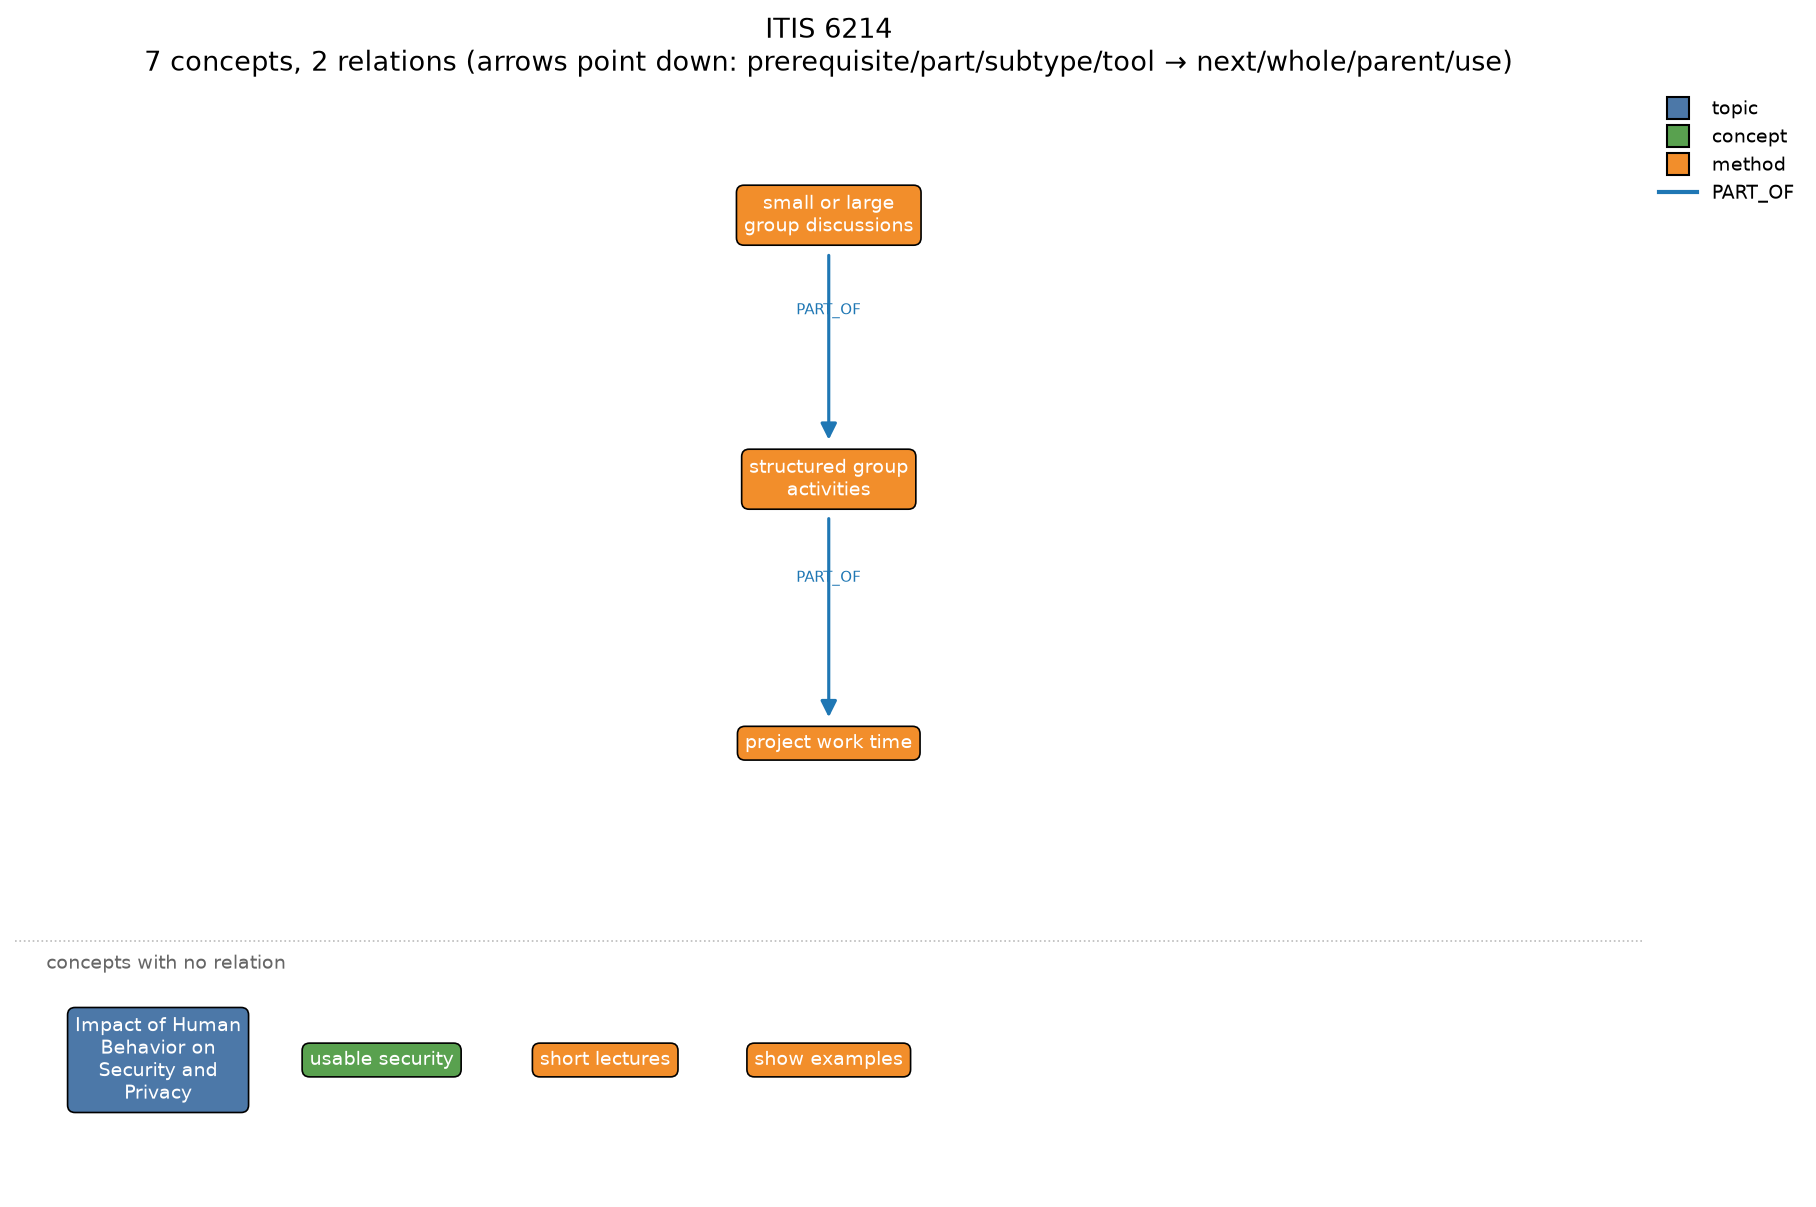 ITIS 6214
7 concepts, 2 relations (arrows point down: prerequisite/part/subtype/tool → next/whole/parent/use)
topic
concept
method
PART_OF
small or large
group discussions
PART_OF
structured group
activities
PART_OF
project work time
concepts with no relation
Impact of Human
Behavior on
Security and
Privacy
usable security
short lectures
show examples